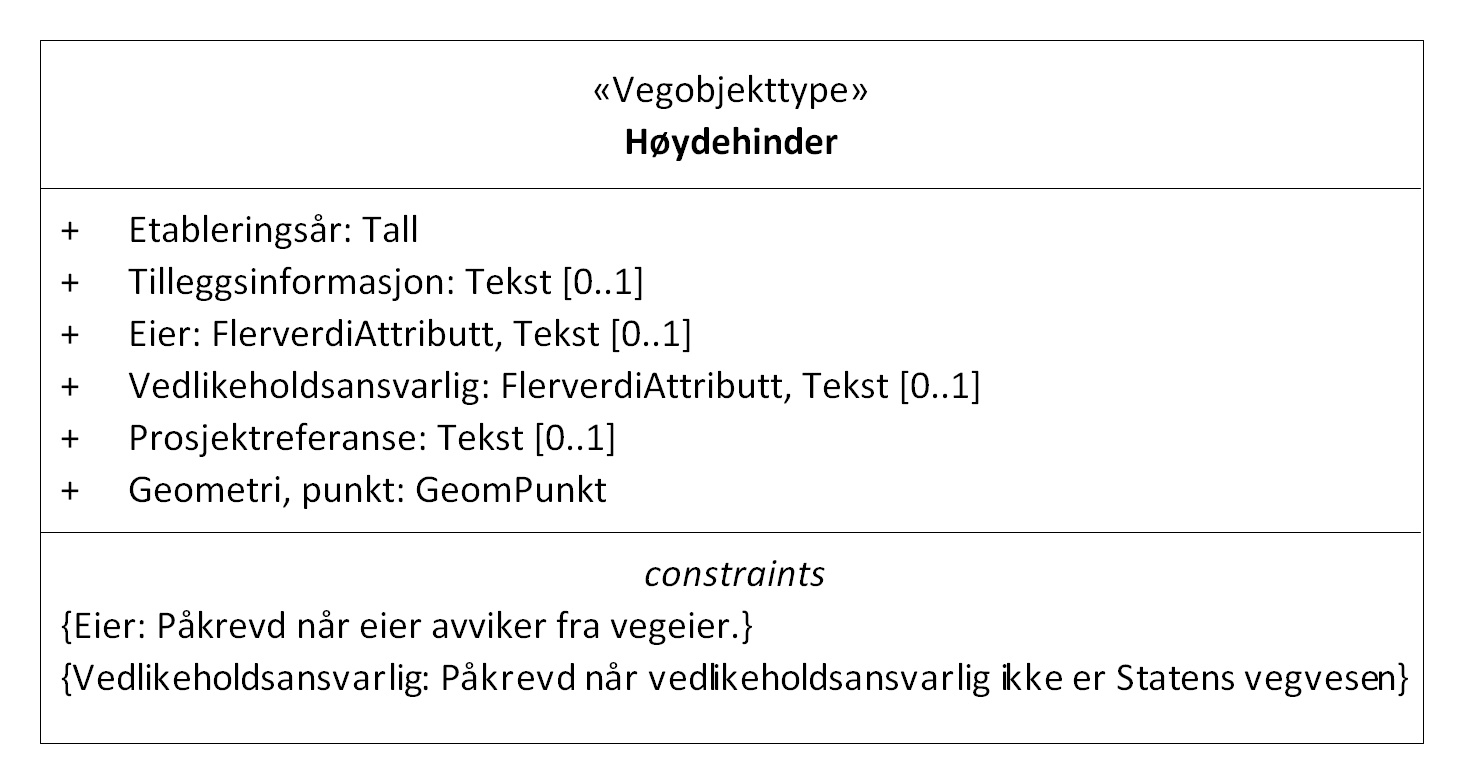 «Vegobjekttype»
Høydehinder
+ Etableringsår: Tall
+ Tilleggsinformasjon: Tekst [0..1]
+ Eier: FlerverdiAttributt, Tekst [0..1]
+ Vedlikeholdsansvarlig: FlerverdiAttributt, Tekst [0..1]
+ Prosjektreferanse: Tekst [0..1]
+ Geometri, punkt: GeomPunkt
constraints
{Eier: Påkrevd når eier avviker fra vegeier.}
{Vedlikeholdsansvarlig: Påkrevd når vedlikeholdsansvarlig ikke er Statens vegvesen}